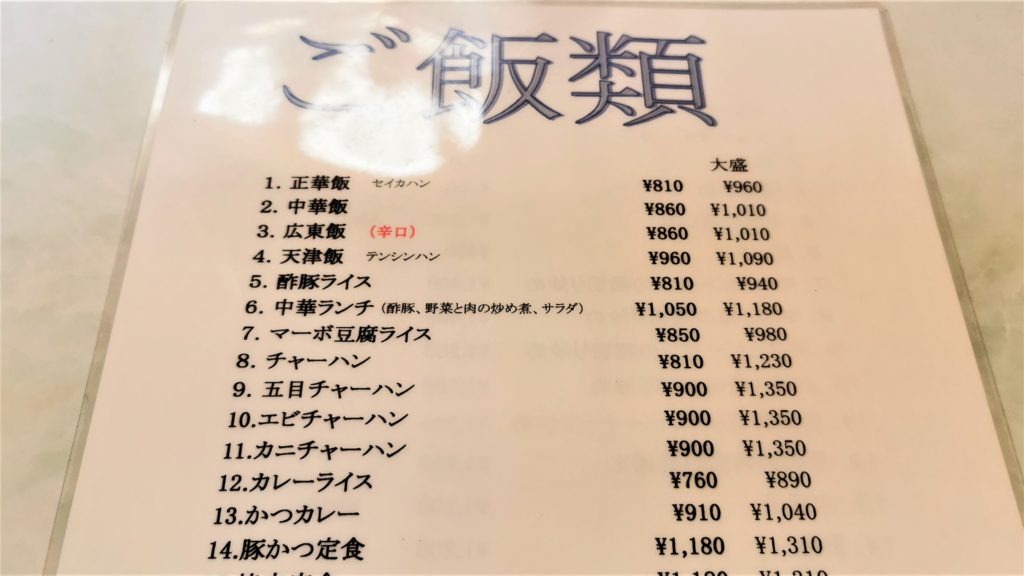 ご飯類
大盛
1. 正華飯 セイカハン ¥810 ¥960
2. 中華飯 ¥860 ¥1,010
3. 広東飯 (辛口) ¥860 ¥1,010
4. 天津飯 テンシンハン ¥960 ¥1,090
5. 酢豚ライス ¥810 ¥940
6. 中華ランチ (酢豚、野菜と肉の炒め煮、サラダ) ¥1,050 ¥1,180
7. マーボ豆腐ライス ¥850 ¥980
8. チャーハン ¥810 ¥1,230
9. 五目チャーハン ¥900 ¥1,350
10.エビチャーハン ¥900 ¥1,350
11.カニチャーハン ¥900 ¥1,350
12.カレーライス ¥760 ¥890
13.かつカレー ¥910 ¥1,040
14.豚かつ定食 ¥1,180 ¥1,310